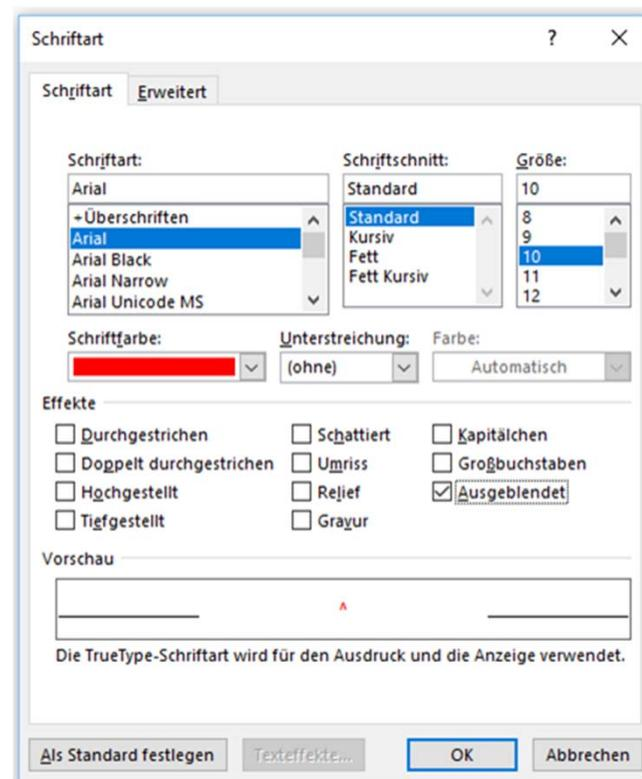 Schriftart ? ×
Schriftart Erweitert
Schriftart: Schriftschnitt: Größe:
Arial Standard 10
+Überschriften Standard 8
Arial Kursiv 9
Arial Black Fett 10
Arial Narrow Fett Kursiv 11
Arial Unicode MS 12
Schriftfarbe: Unterstreichung: Farbe:
(ohne) Automatisch
Effekte
Durchgestrichen Schattiert Kapitälchen
Doppelt durchgestrichen Umriss Großbuchstaben
Hochgestellt Relief Ausgeblendet
Tiefgestellt Gravur
Vorschau
^
Die TrueType-Schriftart wird für den Ausdruck und die Anzeige verwendet.
Als Standard festlegen Texteffekte... OK Abbrechen